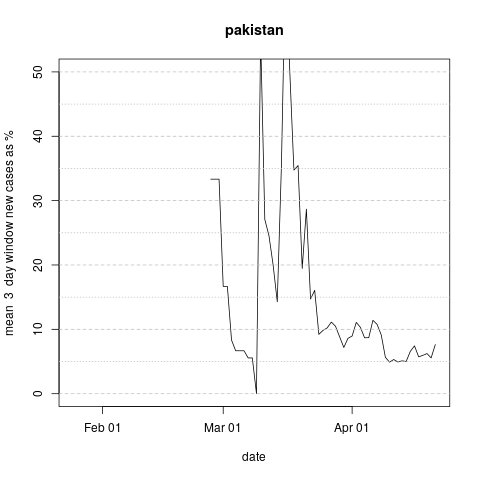 pakistan
mean  3  day window new cases as %
50
40
30
20
10
0
Feb 01
Mar 01
Apr 01
date